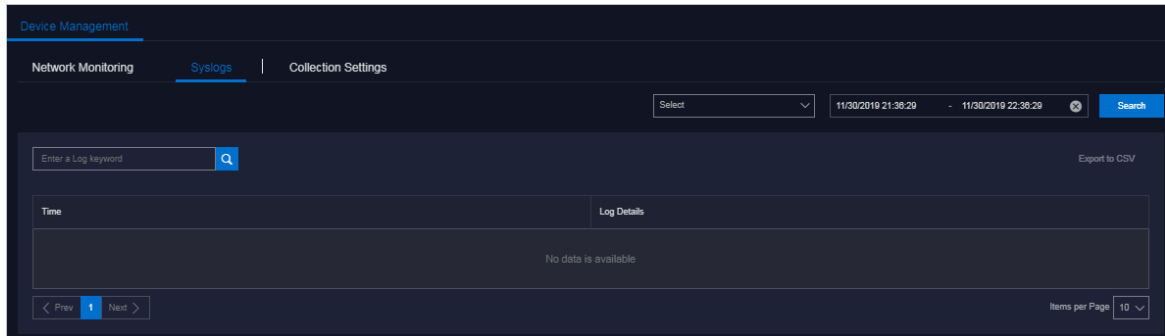 Device Management
Network Monitoring Syslogs Collection Settings
Select 11/30/2019 21:36:29 - 11/30/2019 22:36:29 Search
Enter a Log keyword Export to CSV
Time Log Details
No data is available
Prev 1 Next Items per Page 10